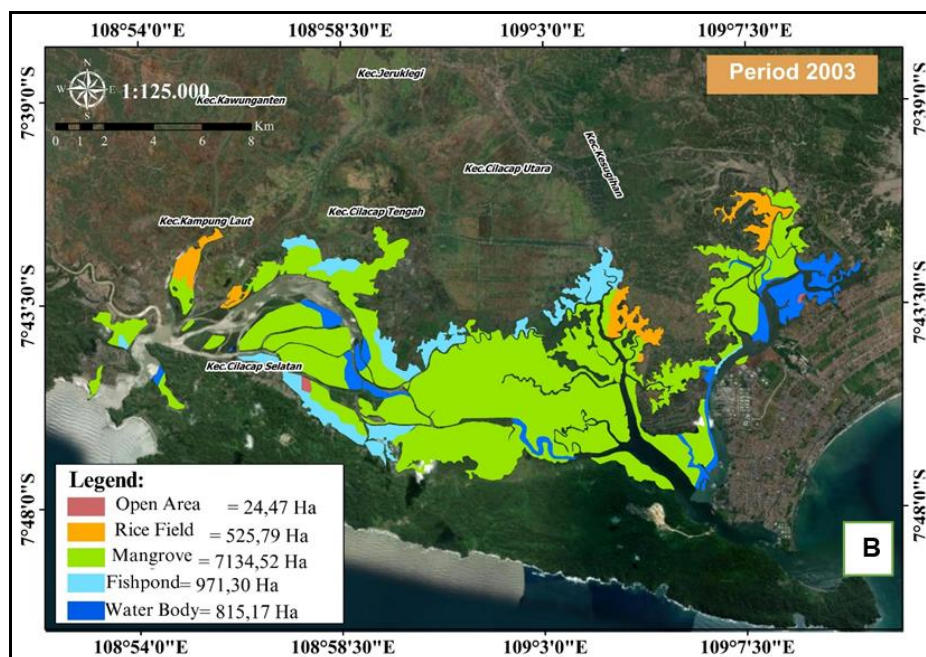 108°54'0"E 108°58'30"E 109°3'0"E 109°7'30"E
Period 2003
W E S
1:125.000
0 1 2 4 6 8
Km
Kec.Jeruklegi
Kec.Kawunganten
Kec.Cilacap Utara
Kec.Kesugihan
Kec.Kampung Laut
Kec.Cilacap Tengah
Kec.Cilacap Selatan
7°39'0"S 7°39'0"S
7°43'30"S 7°43'30"S
7°48'0"S 7°48'0"S
Legend:
Open Area = 24,47 Ha
Rice Field = 525,79 Ha
Mangrove = 7134,52 Ha
Fishpond= 971,30 Ha
Water Body= 815,17 Ha
B
108°54'0"E 108°58'30"E 109°3'0"E 109°7'30"E